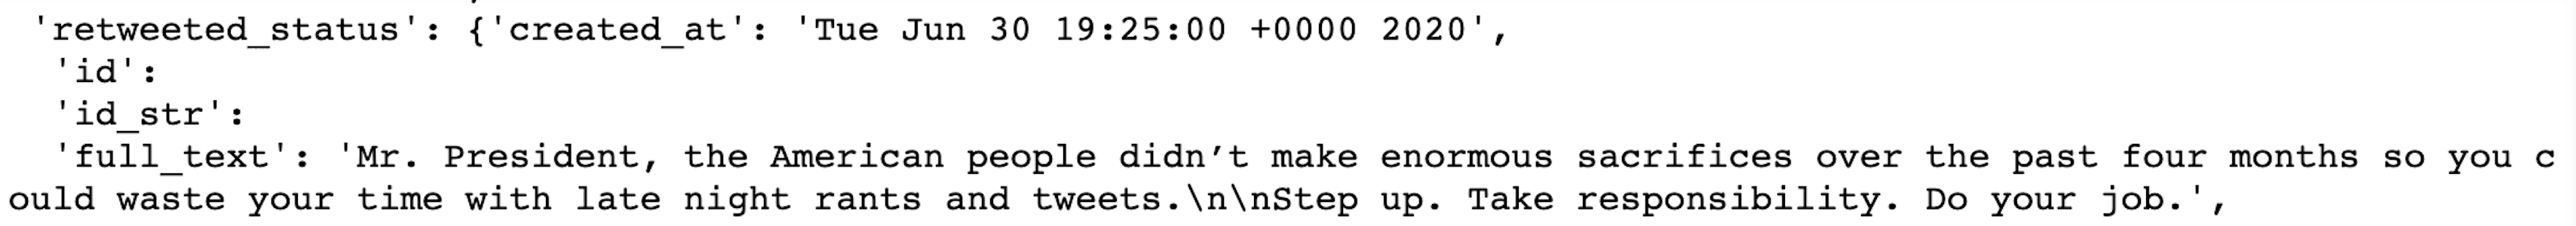 'retweeted_status': {'created_at': 'Tue Jun 30 19:25:00 +0000 2020',
'id':
'id_str':
'full_text': 'Mr. President, the American people didn’t make enormous sacrifices over the past four months so you c
ould waste your time with late night rants and tweets.\n\nStep up. Take responsibility. Do your job.',